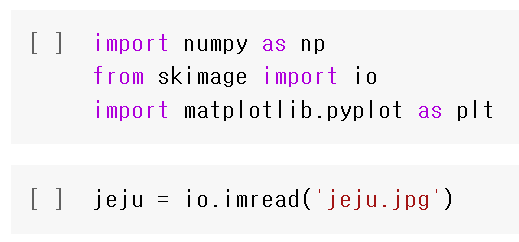 [ ] import numpy as np
from skimage import io
import matplotlib.pyplot as plt
[ ] jeju = io.imread('jeju.jpg')